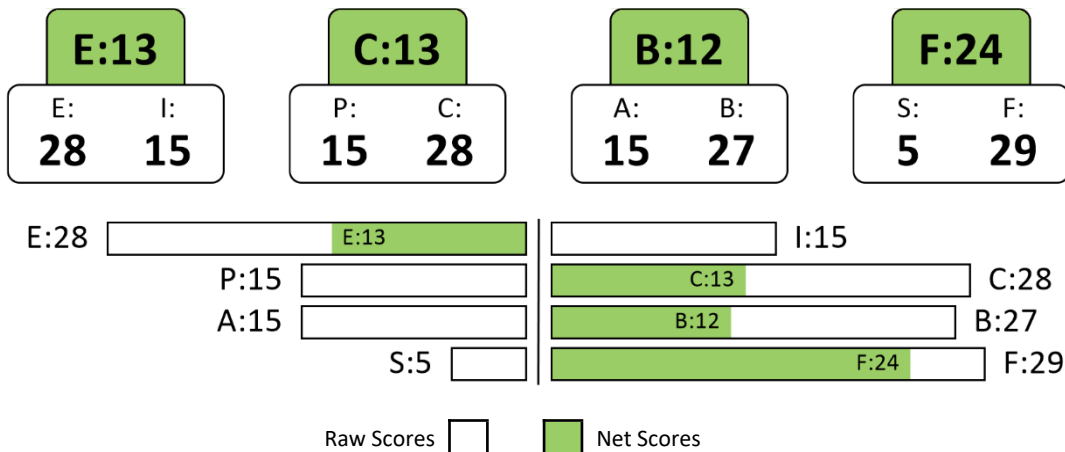 E:13 C:13 B:12 F:24
E: I: P: C: A: B: S: F:
28 15 15 28 15 27 5 29
E:28 E:13 I:15
P:15 C:13 C:28
A:15 B:12 B:27
S:5 F:24 F:29
Raw Scores Net Scores